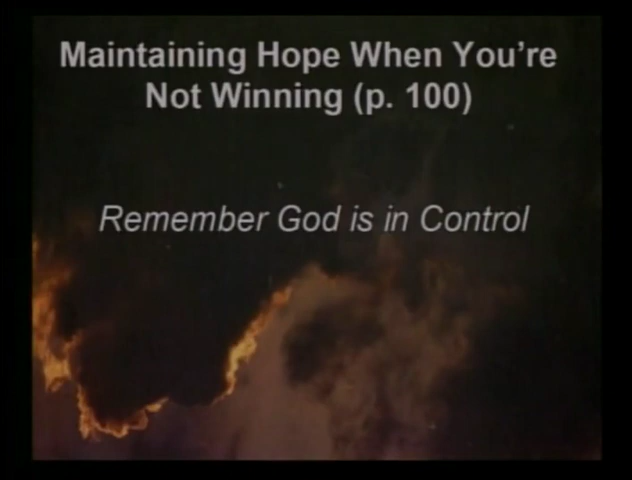 Maintaining Hope When You're
Not Winning (p. 100)
Remember God is in Control